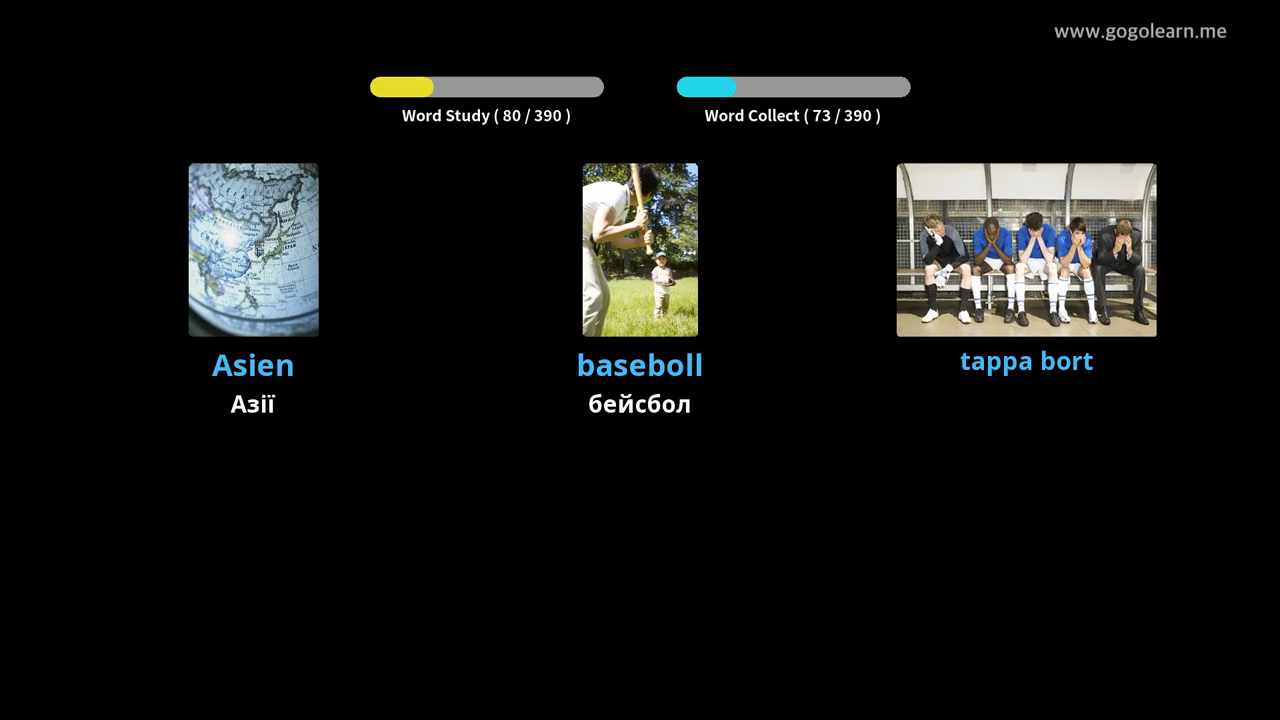 www.gogolearn.me
Word Study ( 80 / 390 )
Word Collect ( 73 / 390 )
Asien
baseboll
tappa bort
Азії
бейсбол